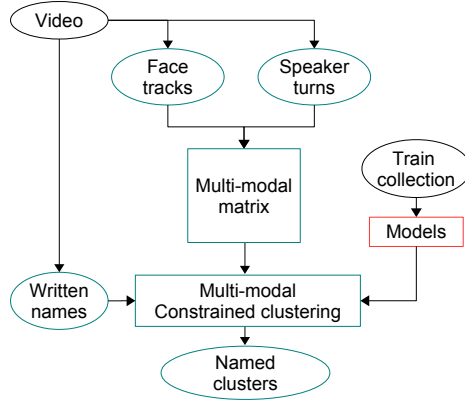 Video
Face
tracks
Speaker
turns
Multi-modal
matrix
Train
collection
Models
Written
names
Multi-modal
Constrained clustering
Named
clusters